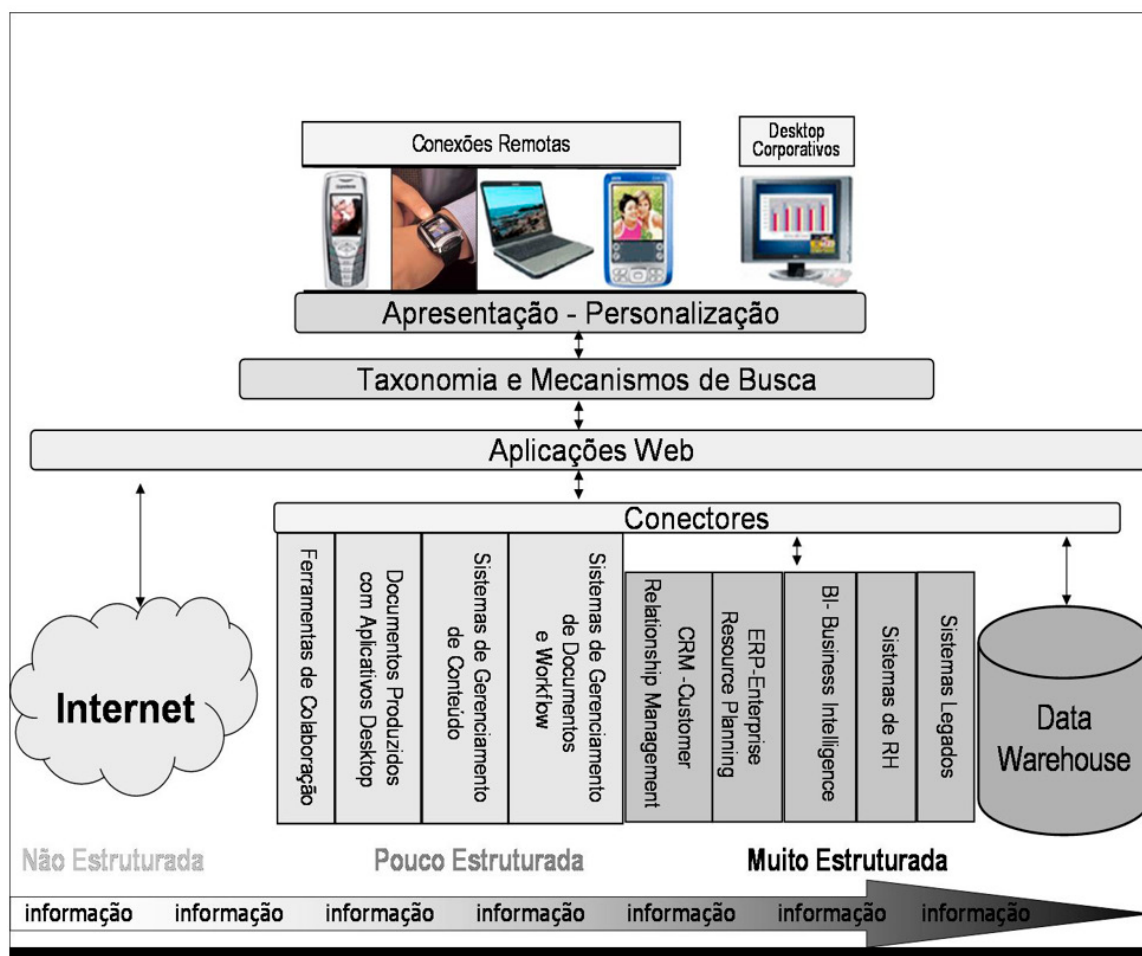 Conexões Remotas
Desktop
Corporativos
Apresentação - Personalização
Taxonomia e Mecanismos de Busca
Aplicações Web
Conectores
Internet
Ferramentas de Colaboração
Documentos Produzidos
com Aplicativos Desktop
Sistemas de Gerenciamento
de Conteúdo
Sistemas de Gerenciamento
de Documentos
e Workflow
CRM -Customer
Relationship Management
ERP-Enterprise
Resource Planning
BI- Business Intelligence
Sistemas de RH
Sistemas Legados
Data
Warehouse
Não Estruturada
Pouco Estruturada
Muito Estruturada
informação informação informação informação informação informação informação